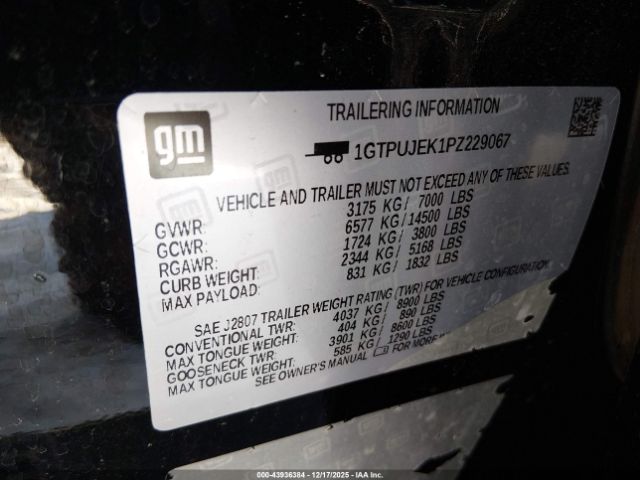 gm
TRAILERING INFORMATION
1GTPUJEK1PZ229067
VEHICLE AND TRAILER MUST NOT EXCEED ANY OF THESE VALUES.
GVWR: 3175 KG/ 7000 LBS
GCWR: 6577 KG/14500 LBS
RGAWR: 1724 KG/ 3800 LBS
CURB WEIGHT: 2344 KG/ 5168 LBS
MAX PAYLOAD: 831 KG/ 1832 LBS
SAE J2807 TRAILER WEIGHT RATING (TWR) FOR VEHICLE CONFIGURATION.
CONVENTIONAL TWR: 4037 KG/ 8900 LBS
MAX TONGUE WEIGHT: 404 KG/ 890 LBS
GOOSENECK TWR: 3901 KG/ 8600 LBS
MAX TONGUE WEIGHT: 585 KG/ 1290 LBS
SEE OWNER'S MANUAL FOR MORE
000-43936384 | 12/17/2025 - IAA Inc.